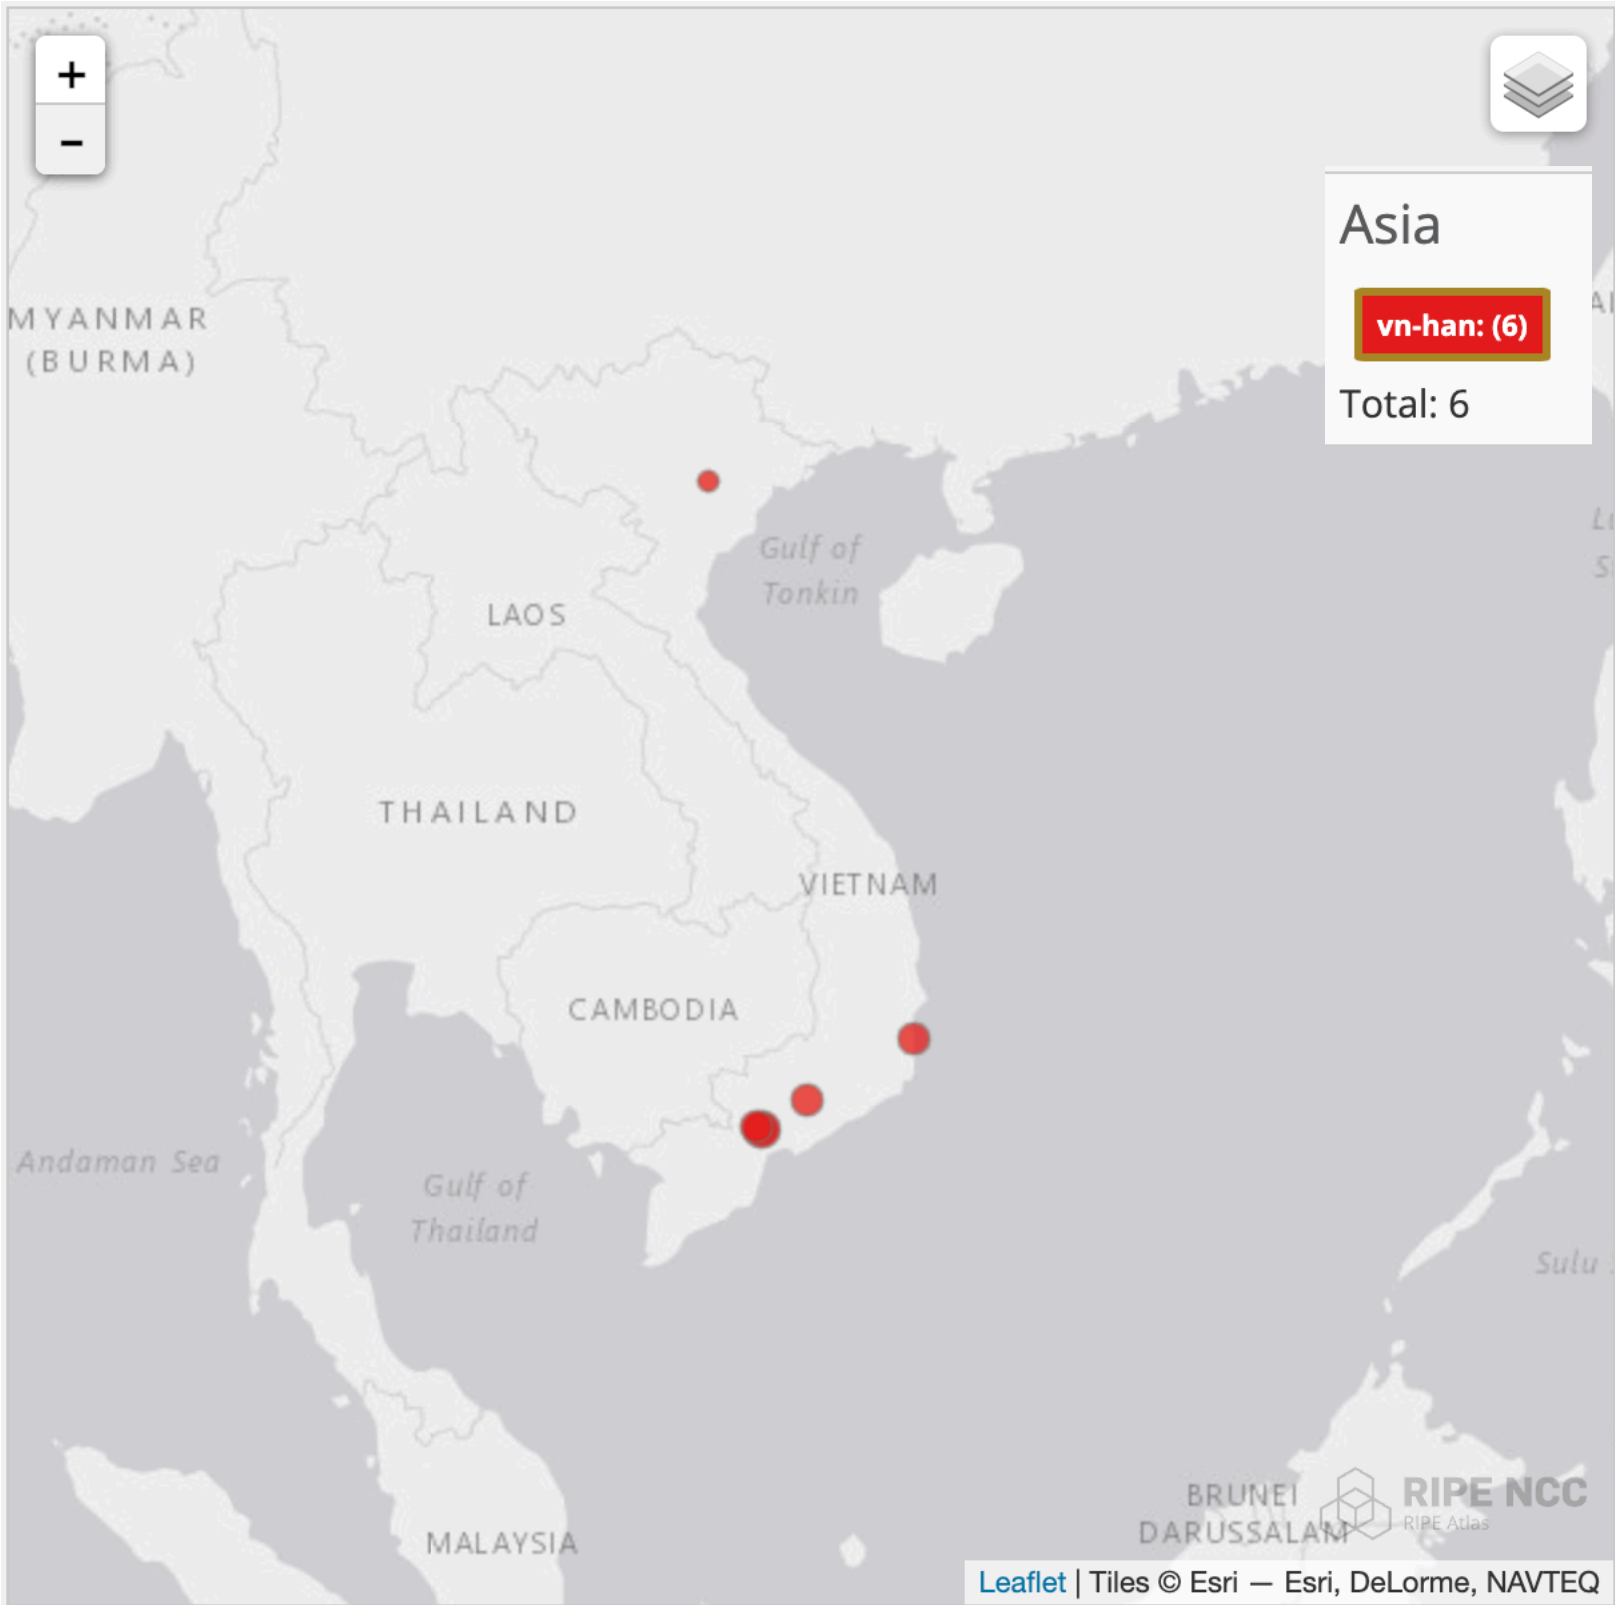 +
−
Asia
vn-han: (6)
Total: 6
MYANMAR
(BURMA)
Gulf of
Tonkin
LAOS
THAILAND
VIETNAM
CAMBODIA
Andaman Sea
Gulf of
Thailand
Sulu
BRUNEI
DARUSSALAM
RIPE NCC
RIPE Atlas
MALAYSIA
Leaflet | Tiles © Esri — Esri, DeLorme, NAVTEQ